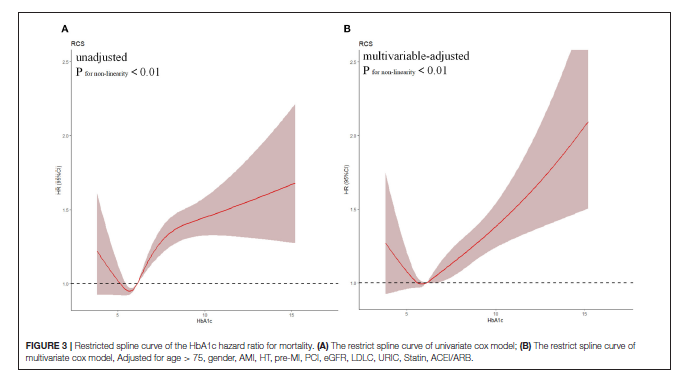 A
RCS
unadjusted
P for non-linearity < 0.01
2.5
2.0
1.5
1.0
HR (95%CI)
5
10
15
HbA1c
B
RCS
multivariable-adjusted
P for non-linearity < 0.01
2.5
2.0
1.5
1.0
HR (95%CI)
5
10
15
HbA1c
FIGURE 3 | Restricted spline curve of the HbA1c hazard ratio for mortality. (A) The restrict spline curve of univariate cox model; (B) The restrict spline curve of
multivariate cox model, Adjusted for age > 75, gender, AMI, HT, pre-MI, PCI, eGFR, LDLC, URIC, Statin, ACEI/ARB.